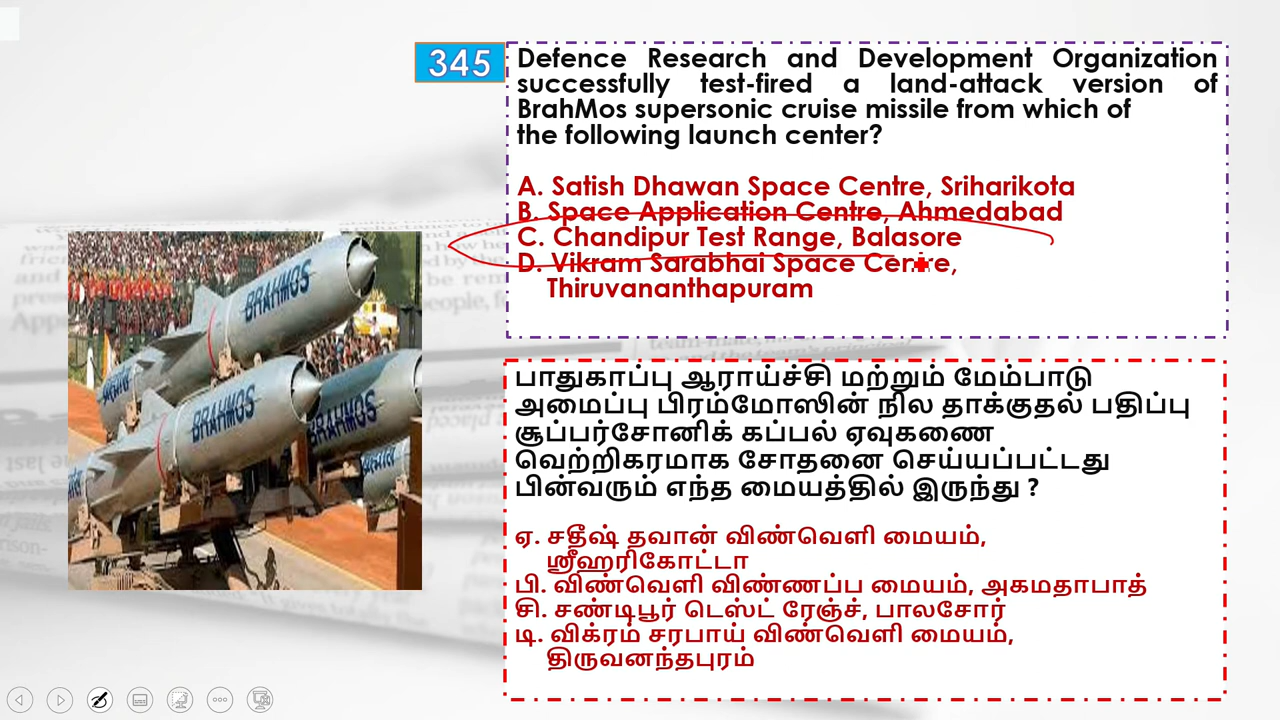 345
Defence Research and Development Organization
successfully test-fired a land-attack version of
BrahMos supersonic cruise missile from which of
the following launch center?
A. Satish Dhawan Space Centre, Sriharikota
B. Space Application Centre, Ahmedabad
C. Chandipur Test Range, Balasore
D. Vikram Sarabhai Space Centre,
Thiruvananthapuram
BRAHMOS
BRAHMOS
BRAHMOS
பாதுகாப்பு ஆராய்ச்சி மற்றும் மேம்பாடு
அமைப்பு பிரம்மோஸின் நில தாக்குதல் பதிப்பு
சூப்பர்சோனிக் கப்பல் ஏவுகணை
வெற்றிகரமாக சோதனை செய்யப்பட்டது
பின்வரும் எந்த மையத்தில் இருந்து ?
ஏ. சதீஷ் தவான் விண்வெளி மையம்,
ஸ்ரீஹரிகோட்டா
பி. விண்வெளி விண்ணப்ப மையம், அகமதாபாத்
சி. சண்டிபூர் டெஸ்ட் ரேஞ்ச், பாலசோர்
டி. விக்ரம் சரபாய் விண்வெளி மையம்,
திருவனந்தபுரம்